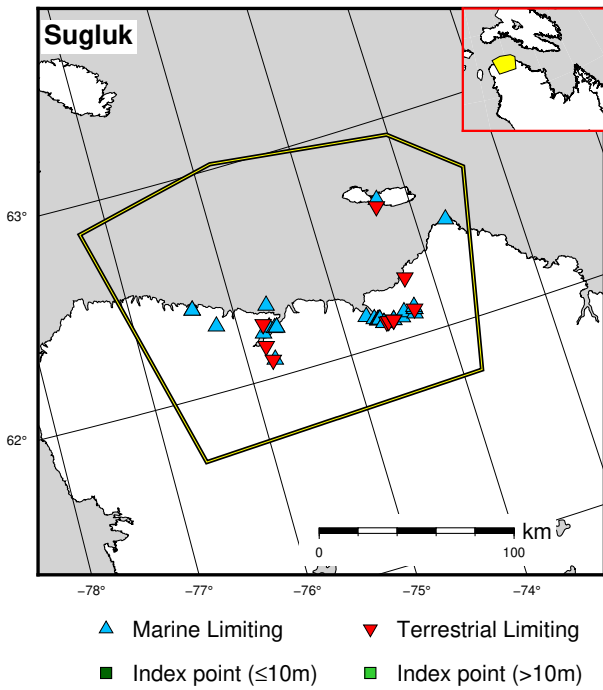 Sugluk
63°
62°
km
0 100
−78° −77° −76° −75° −74°
Marine Limiting Terrestrial Limiting
Index point (≤10m) Index point (>10m)